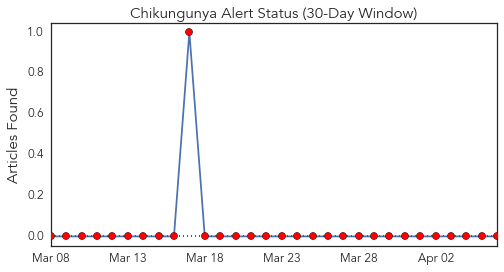 Chikungunya Alert Status (30-Day Window)
Articles Found
1.0
0.8
0.6
0.4
0.2
0.0
Mar 08 Mar 13 Mar 18 Mar 23 Mar 28 Apr 02